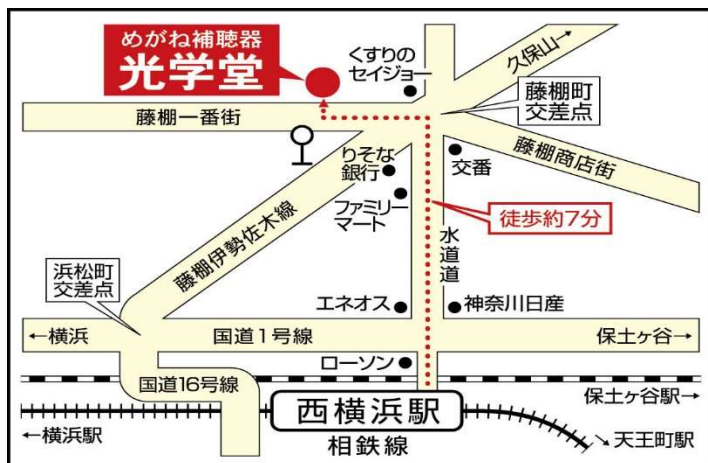 めがね補聴器
光学堂
くすりの
セイジョー
久保山→
藤棚町
交差点
藤棚一番街
藤棚商店街
りそな
銀行
交番
ファミリー
マート
徒歩約7分
水道道
藤棚伊勢佐木線
浜松町
交差点
エネオス
神奈川日産
←横浜
国道1号線
保土ヶ谷→
ローソン
国道16号線
西横浜駅
保土ヶ谷駅→
←横浜駅
相鉄線
→天王町駅